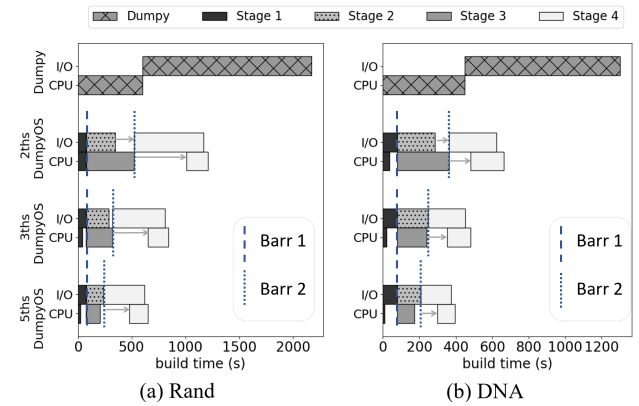 Dumpy Stage 1 Stage 2 Stage 3 Stage 4
Dumpy
I/O
CPU
2ths
DumpyOS
I/O
CPU
3ths
DumpyOS
I/O
CPU
5ths
DumpyOS
I/O
CPU
Barr 1
Barr 2
0 500 1000 1500 2000
build time (s)
(a) Rand
I/O
CPU
I/O
CPU
I/O
CPU
I/O
CPU
Barr 1
Barr 2
0 200 400 600 800 1000 1200
build time (s)
(b) DNA